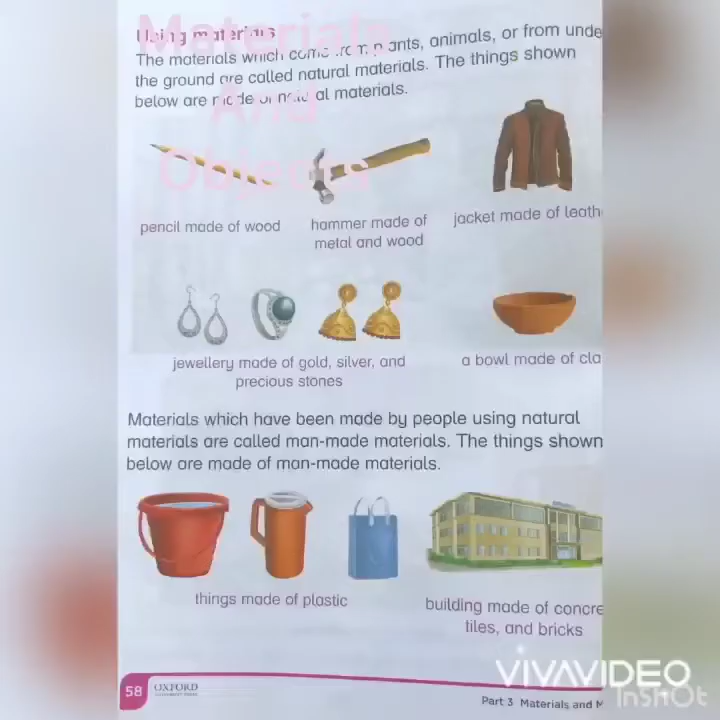 Materials
And
Objects
Using materials
The materials which come from plants, animals, or from unde
the ground are called natural materials. The things shown
below are made of natural materials.
pencil made of wood
hammer made of
metal and wood
jacket made of leath
jewellery made of gold, silver, and
precious stones
a bowl made of cla
Materials which have been made by people using natural
materials are called man-made materials. The things shown
below are made of man-made materials.
things made of plastic
building made of concre
tiles, and bricks
58
OXFORD
Part 3 Materials and M
VIVAVIDEO
InShOt